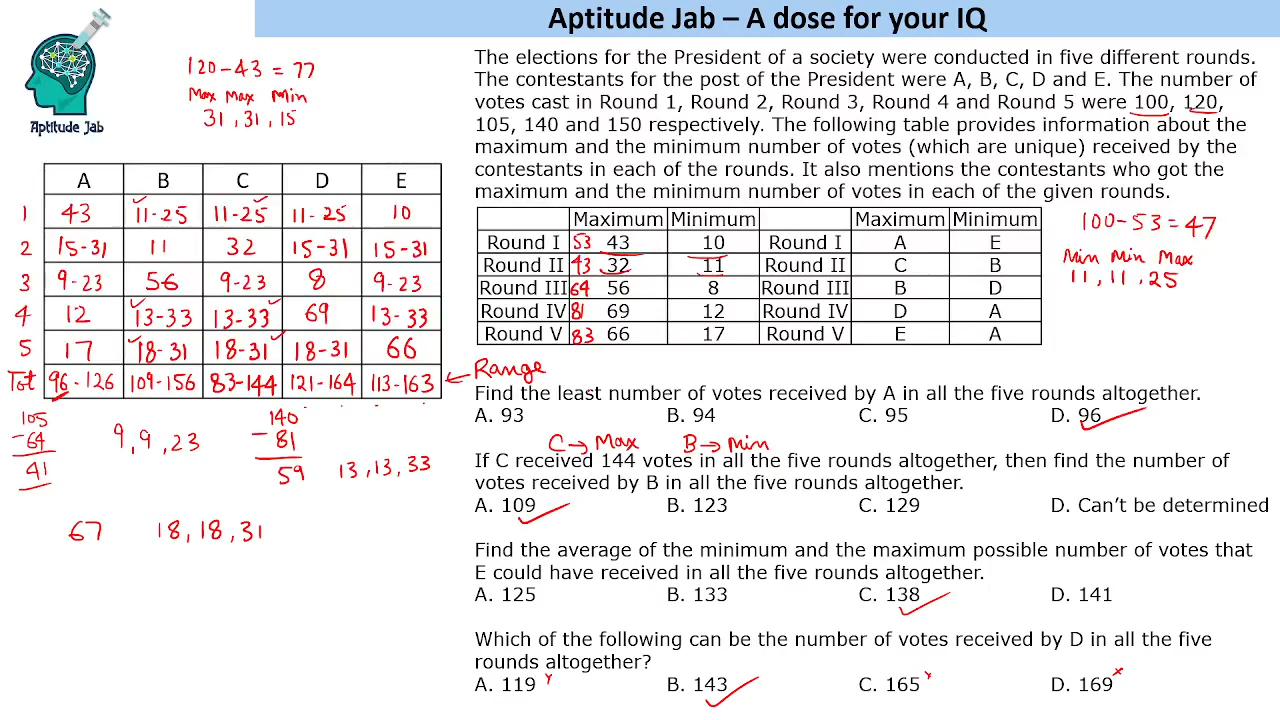 Aptitude Jab – A dose for your IQ
Aptitude Jab
120-43 = 77
Max Max Min
31, 31, 15
A B C D E
1 43 11-25 11-25 11-25 10
2 15-31 11 32 15-31 15-31
3 9-23 56 9-23 8 9-23
4 12 13-33 13-33 69 13-33
5 17 18-31 18-31 18-31 66
Tot 96-126 109-156 83-144 121-164 113-163 ← Range
105
-64
41
9, 9, 23
140
-81
59
13, 13, 33
67 18, 18, 31
The elections for the President of a society were conducted in five different rounds.
The contestants for the post of the President were A, B, C, D and E. The number of
votes cast in Round 1, Round 2, Round 3, Round 4 and Round 5 were 100, 120,
105, 140 and 150 respectively. The following table provides information about the
maximum and the minimum number of votes (which are unique) received by the
contestants in each of the rounds. It also mentions the contestants who got the
maximum and the minimum number of votes in each of the given rounds.
Maximum Minimum Maximum Minimum
Round I 53 43 10 Round I A E
Round II 43 32 11 Round II C B
Round III 64 56 8 Round III B D
Round IV 81 69 12 Round IV D A
Round V 83 66 17 Round V E A
100-53 = 47
Min Min Max
11, 11, 25
Find the least number of votes received by A in all the five rounds altogether.
A. 93 B. 94 C. 95 D. 96
C → Max B → Min
If C received 144 votes in all the five rounds altogether, then find the number of
votes received by B in all the five rounds altogether.
A. 109 B. 123 C. 129 D. Can't be determined
Find the average of the minimum and the maximum possible number of votes that
E could have received in all the five rounds altogether.
A. 125 B. 133 C. 138 D. 141
Which of the following can be the number of votes received by D in all the five
rounds altogether?
A. 119 B. 143 C. 165 D. 169